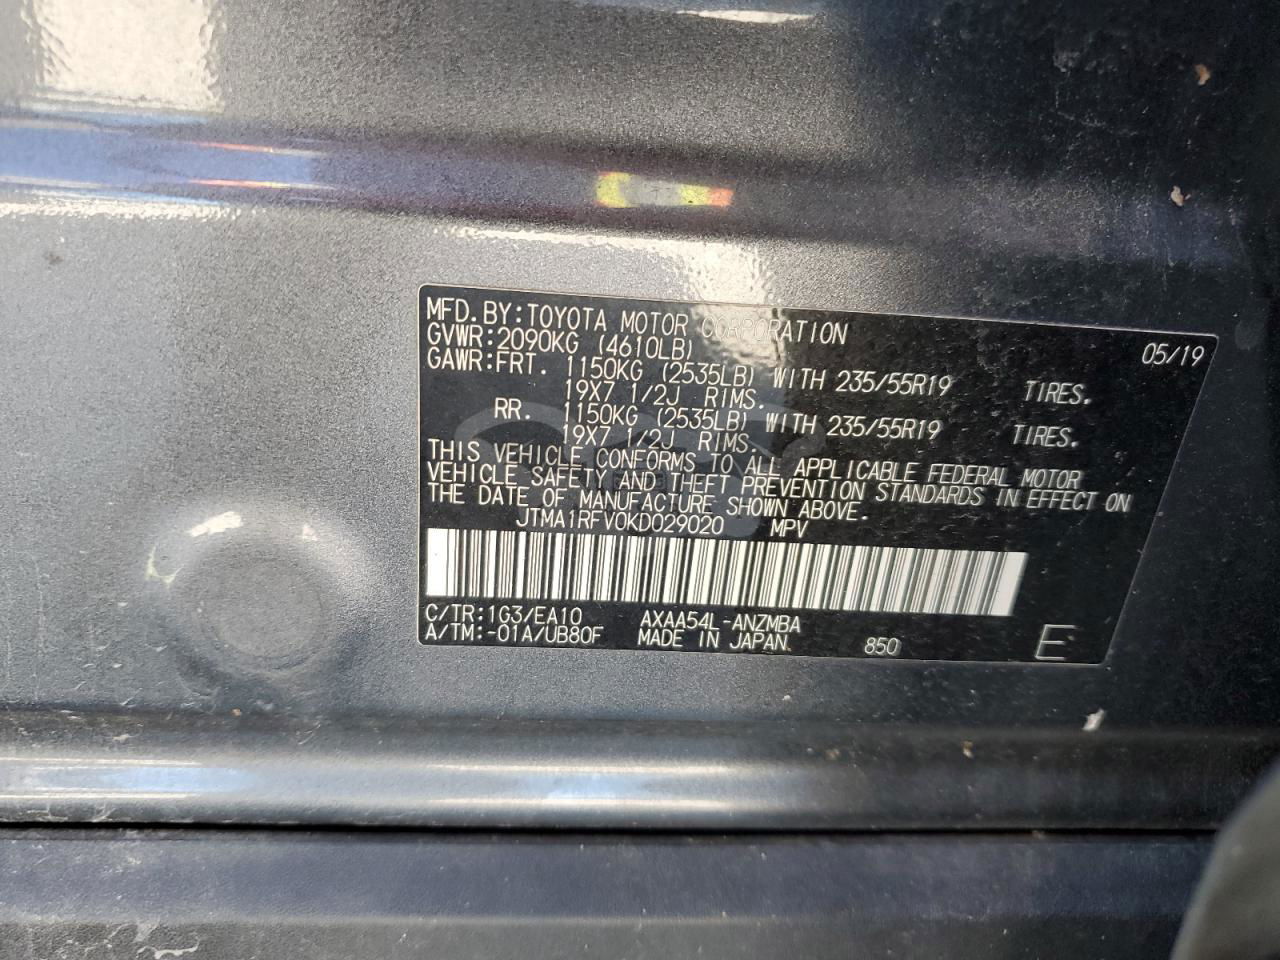 MFD.BY:TOYOTA MOTOR CORPORATION 05/19
GVWR:2090KG (4610LB)
GAWR:FRT. 1150KG (2535LB) WITH 235/55R19 TIRES.
19X7 1/2J RIMS.
RR. 1150KG (2535LB) WITH 235/55R19 TIRES.
19X7 1/2J RIMS.
THIS VEHICLE CONFORMS TO ALL APPLICABLE FEDERAL MOTOR
VEHICLE SAFETY AND THEFT PREVENTION STANDARDS IN EFFECT ON
THE DATE OF MANUFACTURE SHOWN ABOVE.
JTMA1RFV0KD029020 MPV
C/TR:1G3/EA10 AXAA54L-ANZMBA
A/TM:-01A/UB80F MADE IN JAPAN 850 E